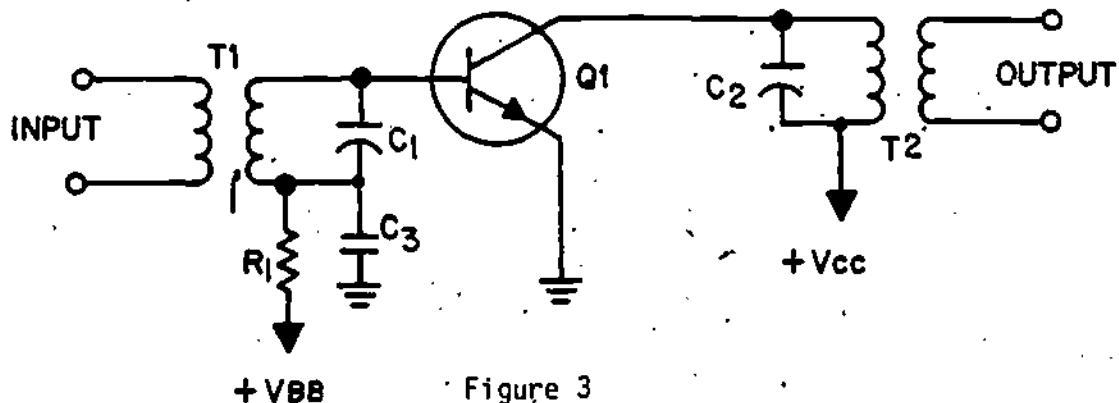 T1
Q1
INPUT
C1
C2
OUTPUT
T2
C3
R1
+Vcc
+VBB
Figure 3